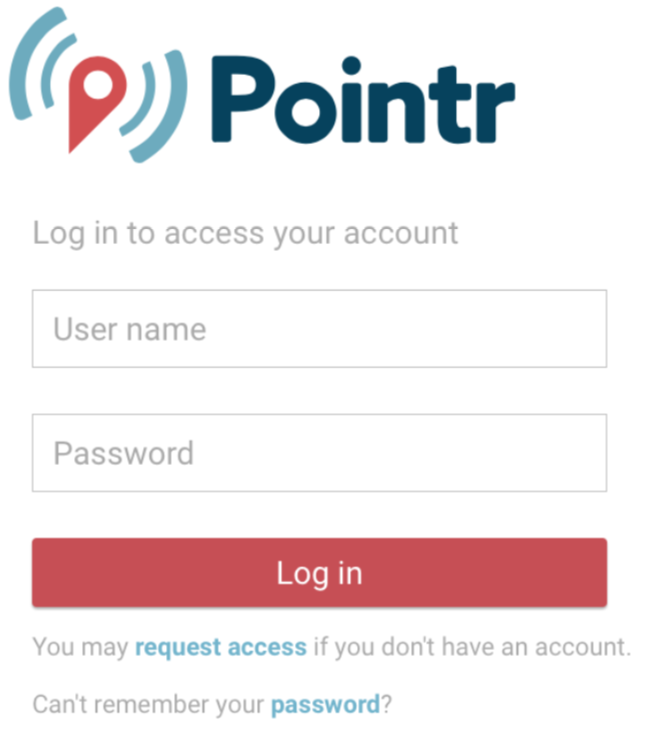 Pointr
Log in to access your account
User name
Password
Log in
You may request access if you don't have an account.
Can't remember your password?